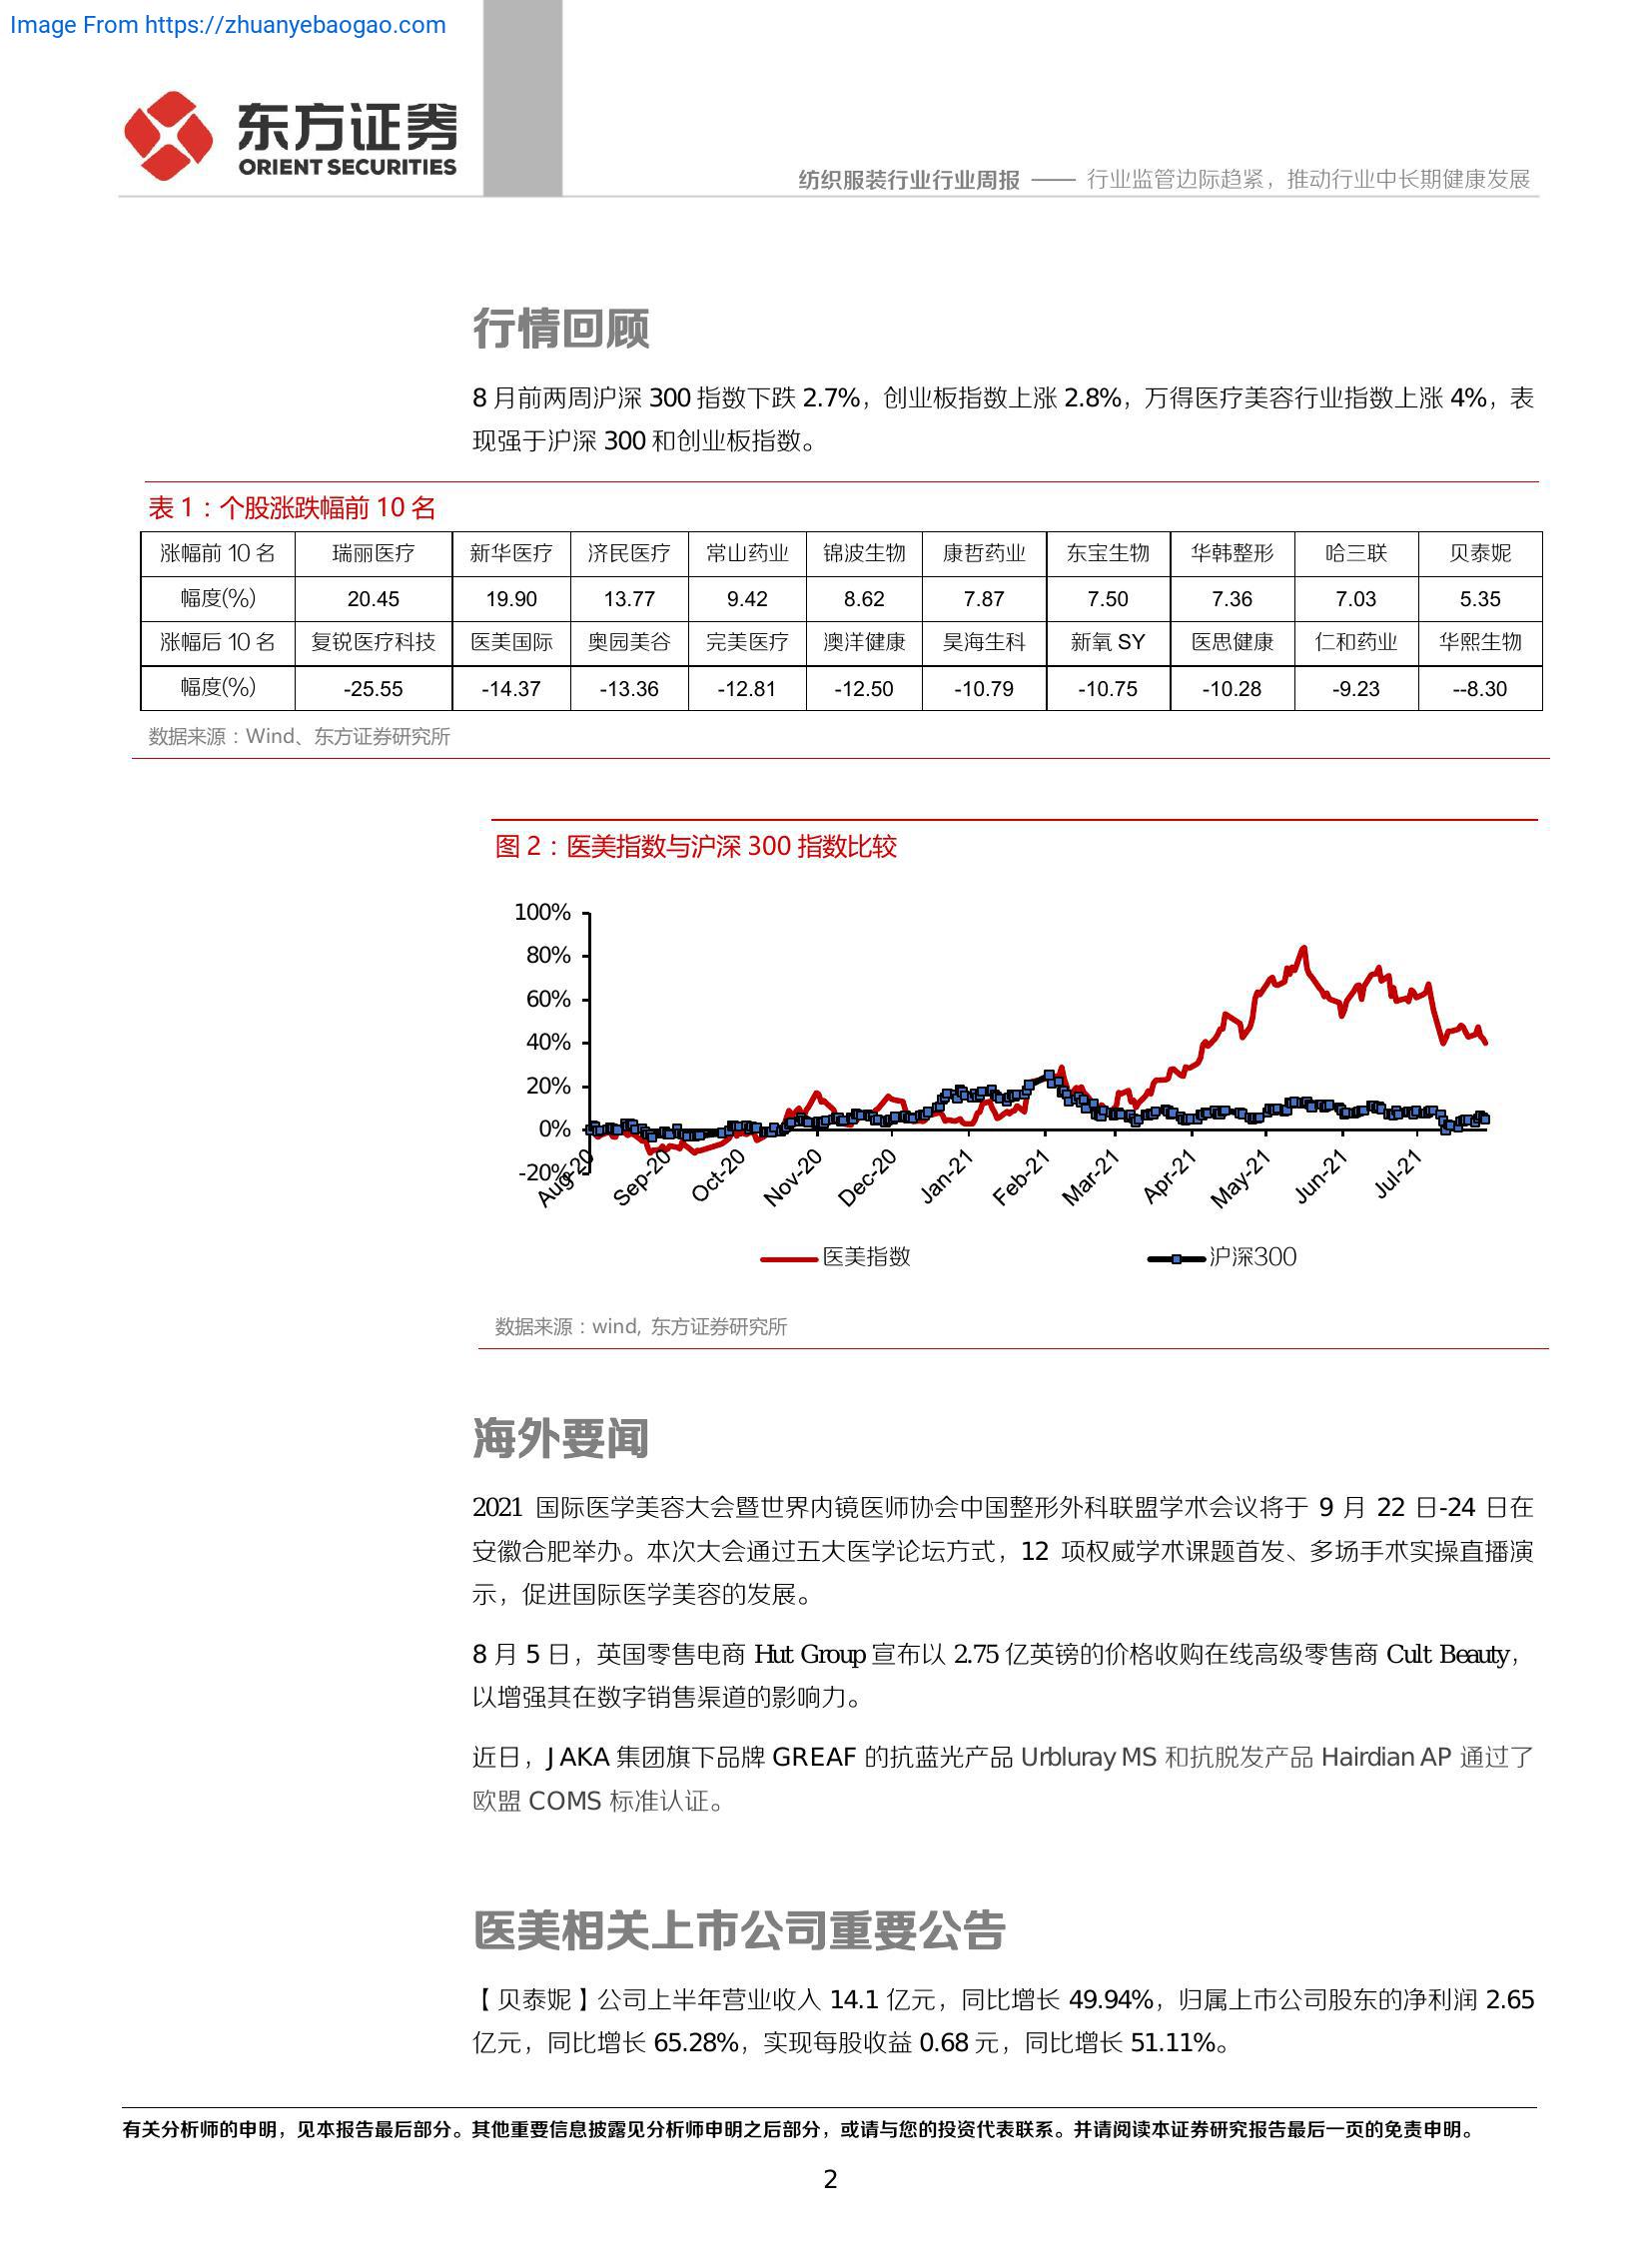 Image From https://zhuanyebaogao.com
东方证券
ORIENT SECURITIES
纺织服装行业行业周报 —— 行业监管边际趋紧，推动行业中长期健康发展
行情回顾
8 月前两周沪深 300 指数下跌 2.7%，创业板指数上涨 2.8%，万得医疗美容行业指数上涨 4%，表
现强于沪深 300 和创业板指数。
表 1：个股涨跌幅前 10 名
涨幅前 10 名 瑞丽医疗 新华医疗 济民医疗 常山药业 锦波生物 康哲药业 东宝生物 华韩整形 哈三联 贝泰妮
幅度(%) 20.45 19.90 13.77 9.42 8.62 7.87 7.50 7.36 7.03 5.35
涨幅后 10 名 复锐医疗科技 医美国际 奥园美谷 完美医疗 澳洋健康 昊海生科 新氧 SY 医思健康 仁和药业 华熙生物
幅度(%) -25.55 -14.37 -13.36 -12.81 -12.50 -10.79 -10.75 -10.28 -9.23 --8.30
数据来源：Wind、东方证券研究所
图 2：医美指数与沪深 300 指数比较
100%
80%
60%
40%
20%
0%
-20%
Aug-20 Sep-20 Oct-20 Nov-20 Dec-20 Jan-21 Feb-21 Mar-21 Apr-21 May-21 Jun-21 Jul-21
医美指数 沪深300
数据来源：wind, 东方证券研究所
海外要闻
2021 国际医学美容大会暨世界内镜医师协会中国整形外科联盟学术会议将于 9 月 22 日-24 日在
安徽合肥举办。本次大会通过五大医学论坛方式，12 项权威学术课题首发、多场手术实操直播演
示，促进国际医学美容的发展。
8 月 5 日，英国零售电商 Hut Group 宣布以 2.75 亿英镑的价格收购在线高级零售商 Cult Beauty，
以增强其在数字销售渠道的影响力。
近日，JAKA 集团旗下品牌 GREAF 的抗蓝光产品 Urbluray MS 和抗脱发产品 Hairdian AP 通过了
欧盟 COMS 标准认证。
医美相关上市公司重要公告
【贝泰妮】公司上半年营业收入 14.1 亿元，同比增长 49.94%，归属上市公司股东的净利润 2.65
亿元，同比增长 65.28%，实现每股收益 0.68 元，同比增长 51.11%。
有关分析师的申明，见本报告最后部分。其他重要信息披露见分析师申明之后部分，或请与您的投资代表联系。并请阅读本证券研究报告最后一页的免责申明。
2